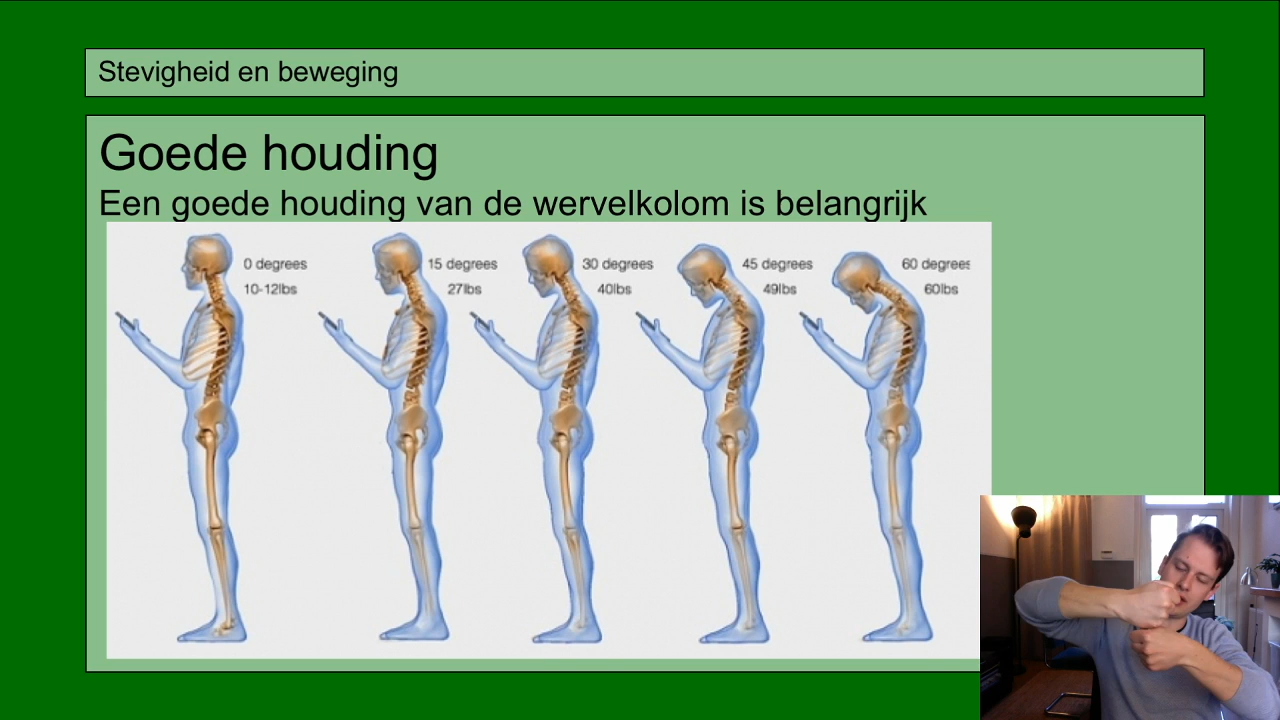 Stevigheid en beweging
Goede houding
Een goede houding van de wervelkolom is belangrijk
0 degrees
10-12lbs
15 degrees
27lbs
30 degrees
40lbs
45 degrees
49lbs
60 degrees
60lbs